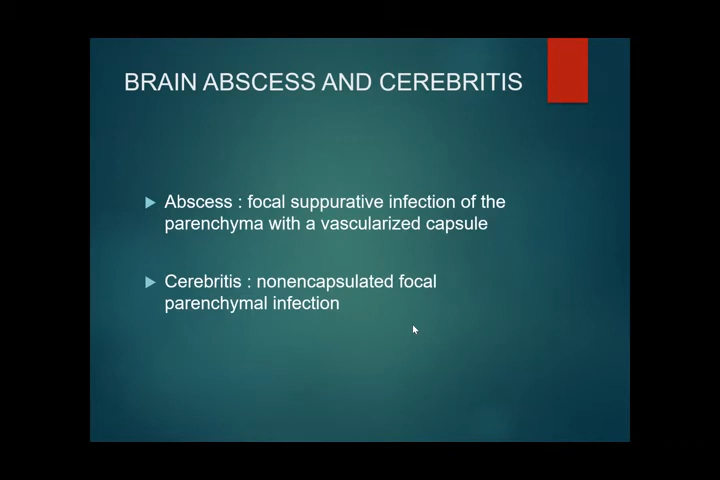 BRAIN ABSCESS AND CEREBRITIS
Abscess : focal suppurative infection of the
parenchyma with a vascularized capsule
Cerebritis : nonencapsulated focal
parenchymal infection